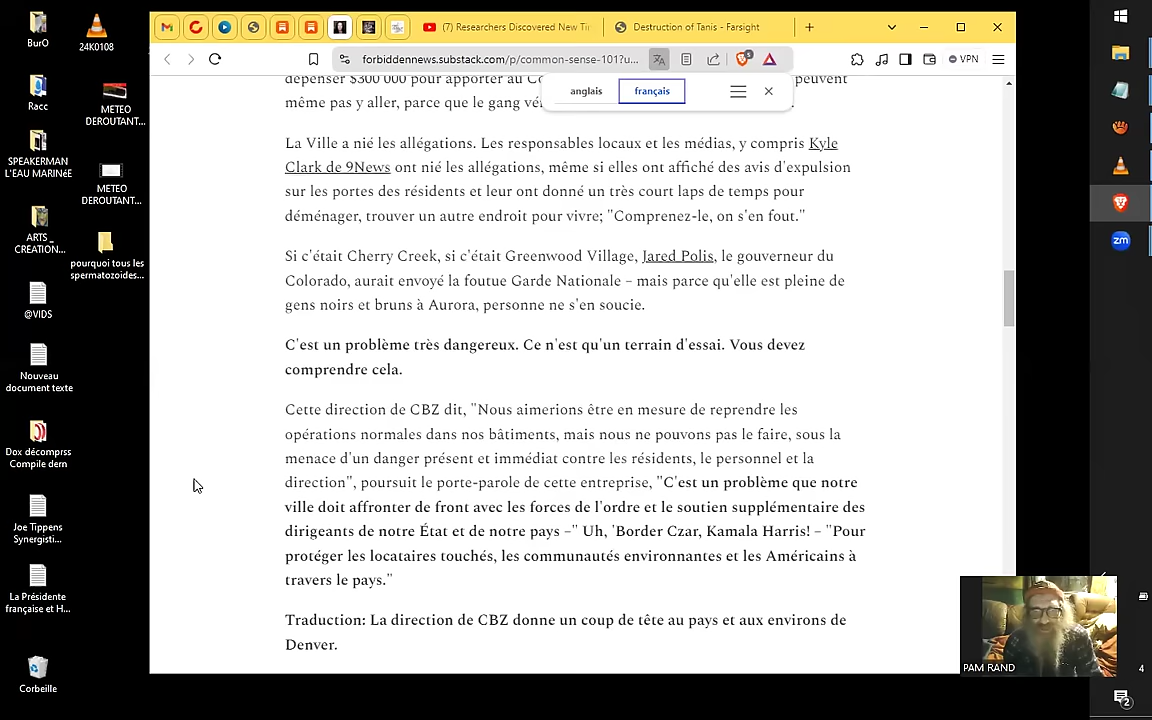 BurO
24K0108
Racc
METEO
DEROUTANT...
SPEAKERMAN
L'EAU MARINéE
METEO
DEROUTANT...
ARTS_
CREATION...
pourquoi tous les
spermatozoides...
@VIDS
Nouveau
document texte
Dox décomprss
Compile dern
Joe Tippens
Synergisti...
La Présidente
française et H...
Corbeille
(7) Researchers Discovered New Ti
Destruction of Tanis - Farsight
forbiddennews.substack.com/p/common-sense-101?u...
VPN
anglais
français
dépenser $300 000 pour apporter au Co
peuvent
même pas y aller, parce que le gang vé
La Ville a nié les allégations. Les responsables locaux et les médias, y compris Kyle
Clark de 9News ont nié les allégations, même si elles ont affiché des avis d'expulsion
sur les portes des résidents et leur ont donné un très court laps de temps pour
déménager, trouver un autre endroit pour vivre; "Comprenez-le, on s'en fout."
Si c'était Cherry Creek, si c'était Greenwood Village, Jared Polis, le gouverneur du
Colorado, aurait envoyé la foutue Garde Nationale – mais parce qu'elle est pleine de
gens noirs et bruns à Aurora, personne ne s'en soucie.
C'est un problème très dangereux. Ce n'est qu'un terrain d'essai. Vous devez
comprendre cela.
Cette direction de CBZ dit, "Nous aimerions être en mesure de reprendre les
opérations normales dans nos bâtiments, mais nous ne pouvons pas le faire, sous la
menace d'un danger présent et immédiat contre les résidents, le personnel et la
direction", poursuit le porte-parole de cette entreprise, "C'est un problème que notre
ville doit affronter de front avec les forces de l'ordre et le soutien supplémentaire des
dirigeants de notre État et de notre pays –" Uh, 'Border Czar, Kamala Harris! – "Pour
protéger les locataires touchés, les communautés environnantes et les Américains à
travers le pays."
Traduction: La direction de CBZ donne un coup de tête au pays et aux environs de
Denver.
zm
PAM RAND
4
2